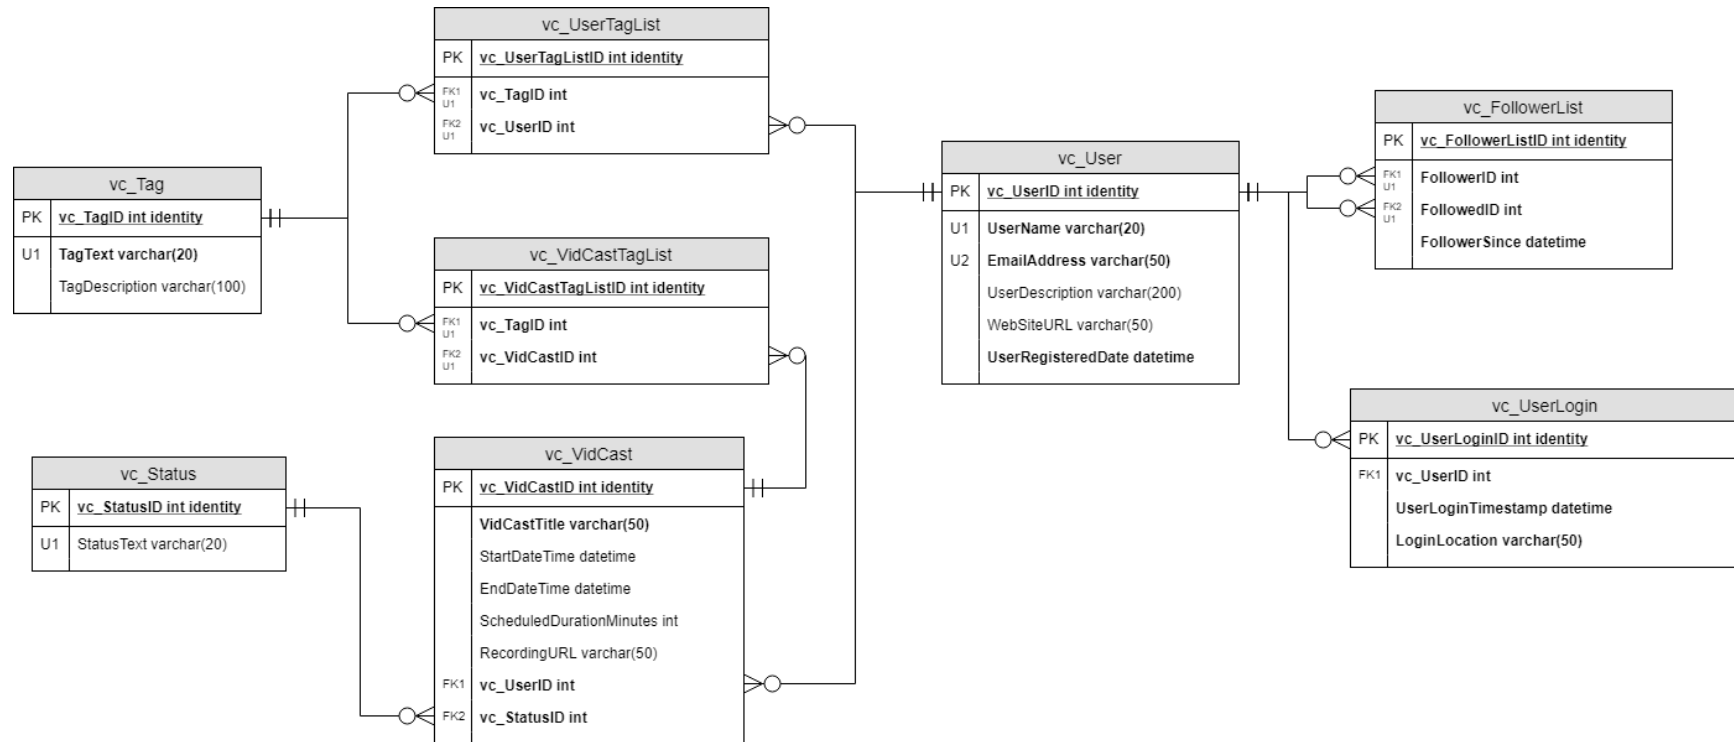 vc_UserTagList
PK vc_UserTagListID int identity
FK1 U1 vc_TagID int
FK2 U1 vc_UserID int
vc_Tag
PK vc_TagID int identity
U1 TagText varchar(20)
TagDescription varchar(100)
vc_VidCastTagList
PK vc_VidCastTagListID int identity
FK1 U1 vc_TagID int
FK2 U1 vc_VidCastID int
vc_Status
PK vc_StatusID int identity
U1 StatusText varchar(20)
vc_VidCast
PK vc_VidCastID int identity
VidCastTitle varchar(50)
StartDateTime datetime
EndDateTime datetime
ScheduledDurationMinutes int
RecordingURL varchar(50)
FK1 vc_UserID int
FK2 vc_StatusID int
vc_User
PK vc_UserID int identity
U1 UserName varchar(20)
U2 EmailAddress varchar(50)
UserDescription varchar(200)
WebSiteURL varchar(50)
UserRegisteredDate datetime
vc_FollowerList
PK vc_FollowerListID int identity
FK1 U1 FollowerID int
FK2 U1 FollowedID int
FollowerSince datetime
vc_UserLogin
PK vc_UserLoginID int identity
FK1 vc_UserID int
UserLoginTimestamp datetime
LoginLocation varchar(50)